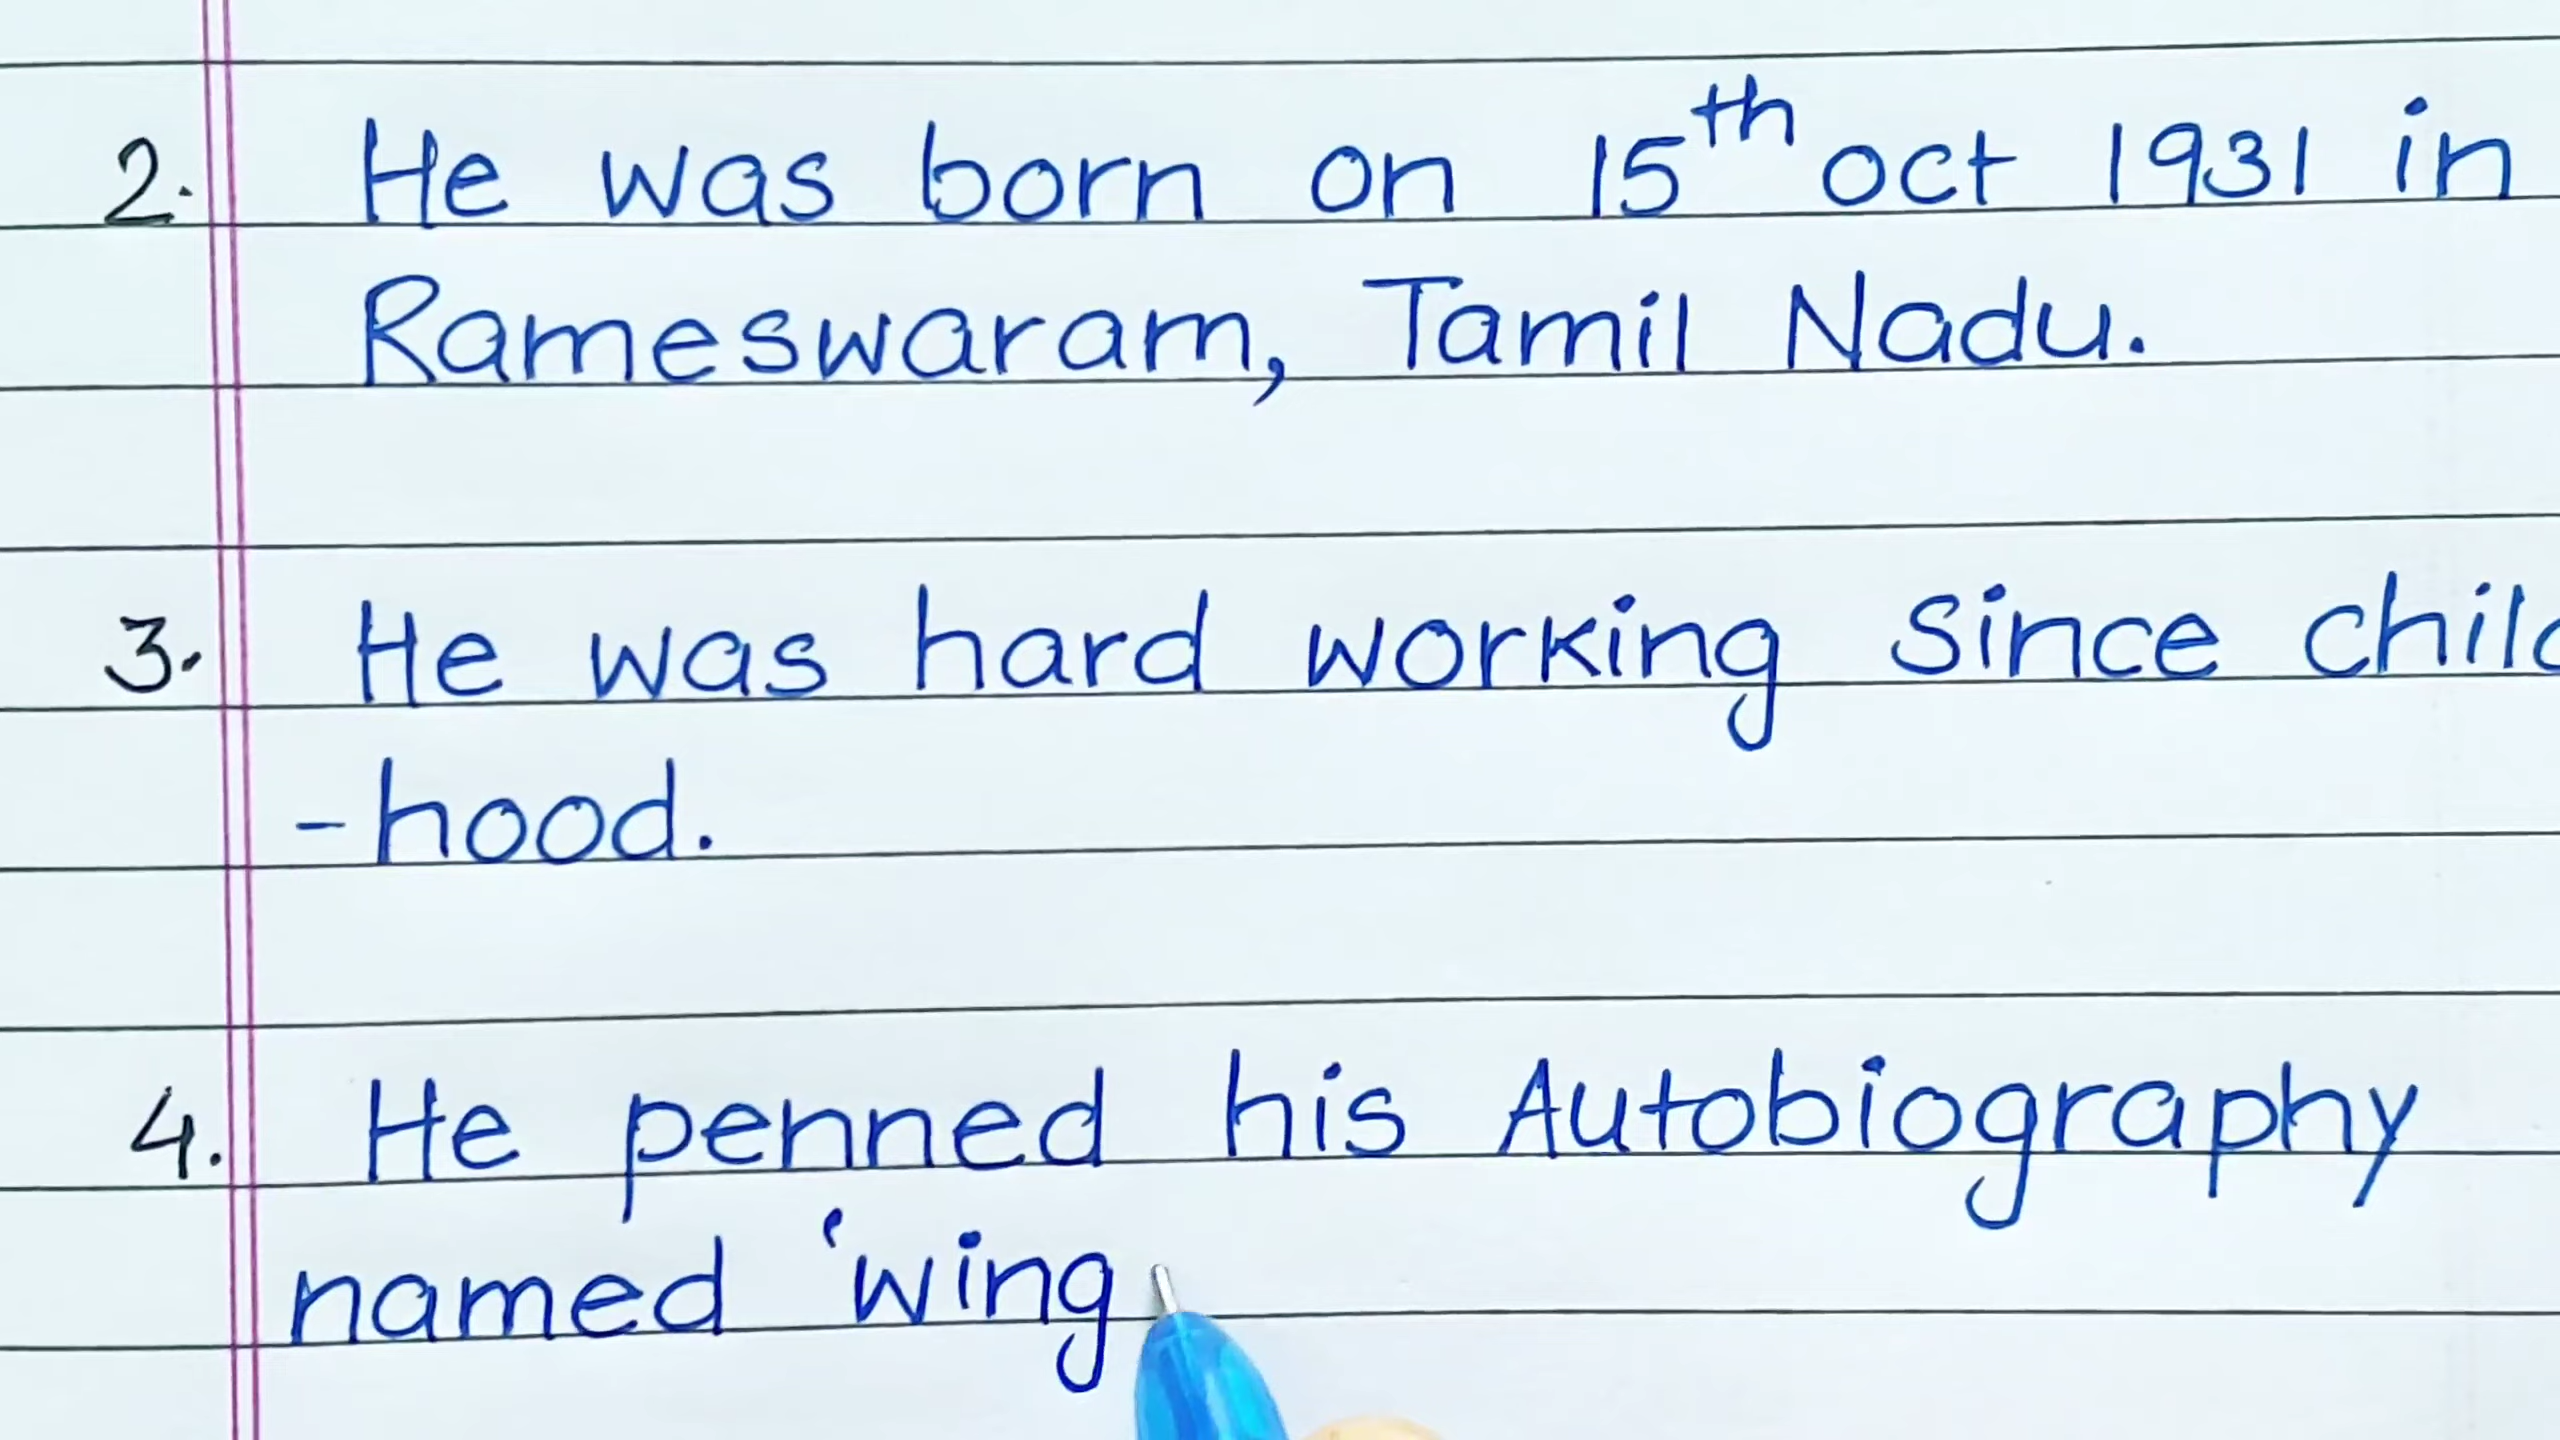 2. He was born on 15th oct 1931 in
Rameswaram, Tamil Nadu.
3. He was hard working since child
-hood.
4. He penned his Autobiography
named 'wing